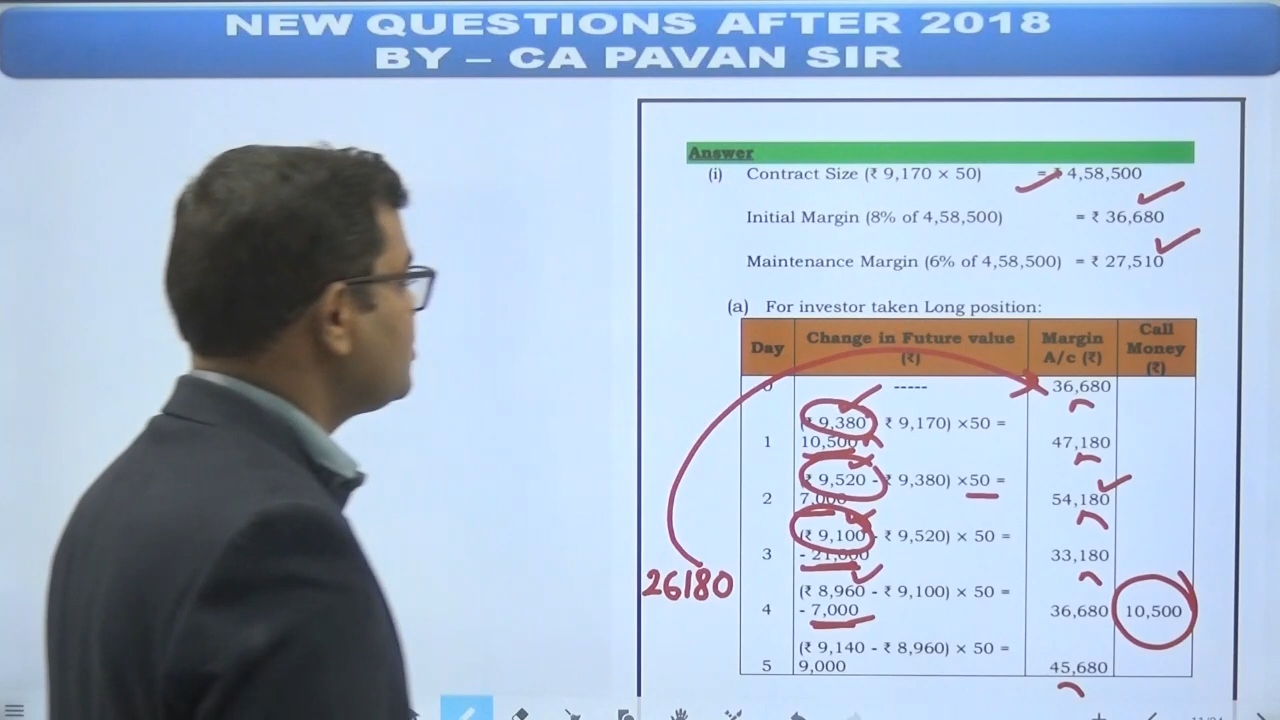 NEW QUESTIONS AFTER 2018
BY – CA PAVAN SIR
Answer
(i) Contract Size (₹ 9,170 × 50) = ₹ 4,58,500
Initial Margin (8% of 4,58,500) = ₹ 36,680
Maintenance Margin (6% of 4,58,500) = ₹ 27,510
(a) For investor taken Long position:
Day Change in Future value (₹) Margin A/c (₹) Call Money (₹)
0 ----- 36,680
(₹ 9,380 - ₹ 9,170) ×50 =
1 10,500 47,180
(₹ 9,520 - ₹ 9,380) ×50 =
2 7,000 54,180
(₹ 9,100 - ₹ 9,520) × 50 =
3 - 21,000 33,180
26180
(₹ 8,960 - ₹ 9,100) × 50 =
4 - 7,000 36,680 10,500
(₹ 9,140 - ₹ 8,960) × 50 =
5 9,000 45,680